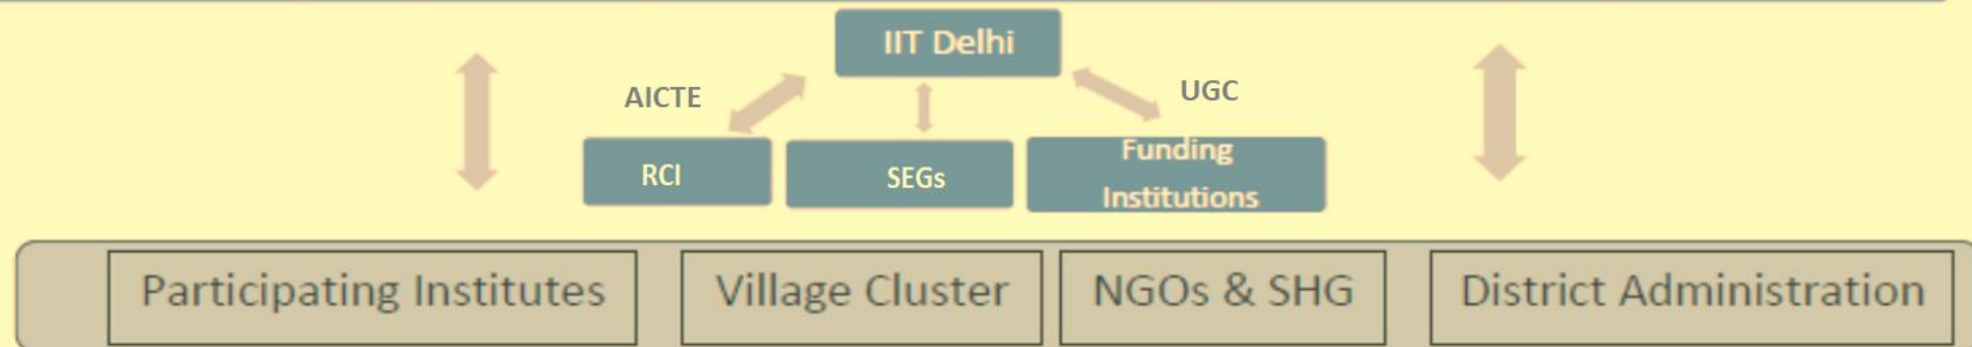 IIT Delhi
AICTE
UGC
RCI
SEGs
Funding
Institutions
Participating Institutes
Village Cluster
NGOs & SHG
District Administration